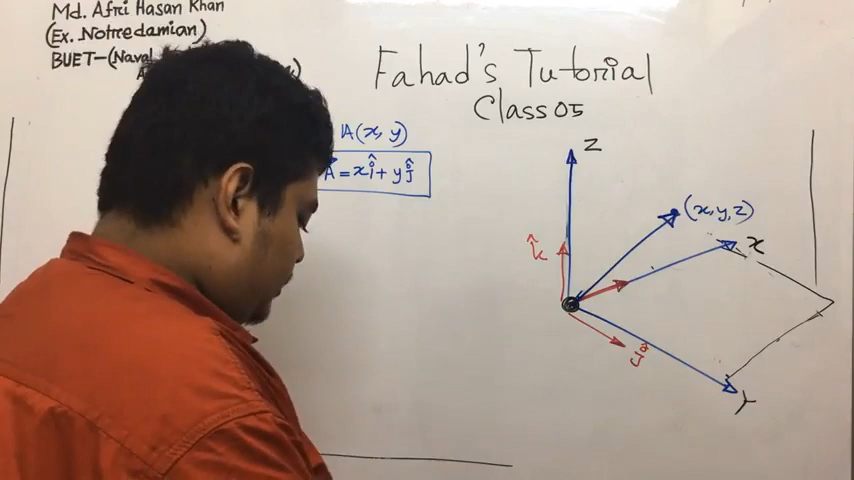 Md. Afri Hasan Khan
(Ex. Notredamian)
BUET-(Naval
Fahad's Tutorial
Class 05
A(x, y)
A = xî + yĵ
Z
(x,y,z)
x
k̂
ĵ
Y